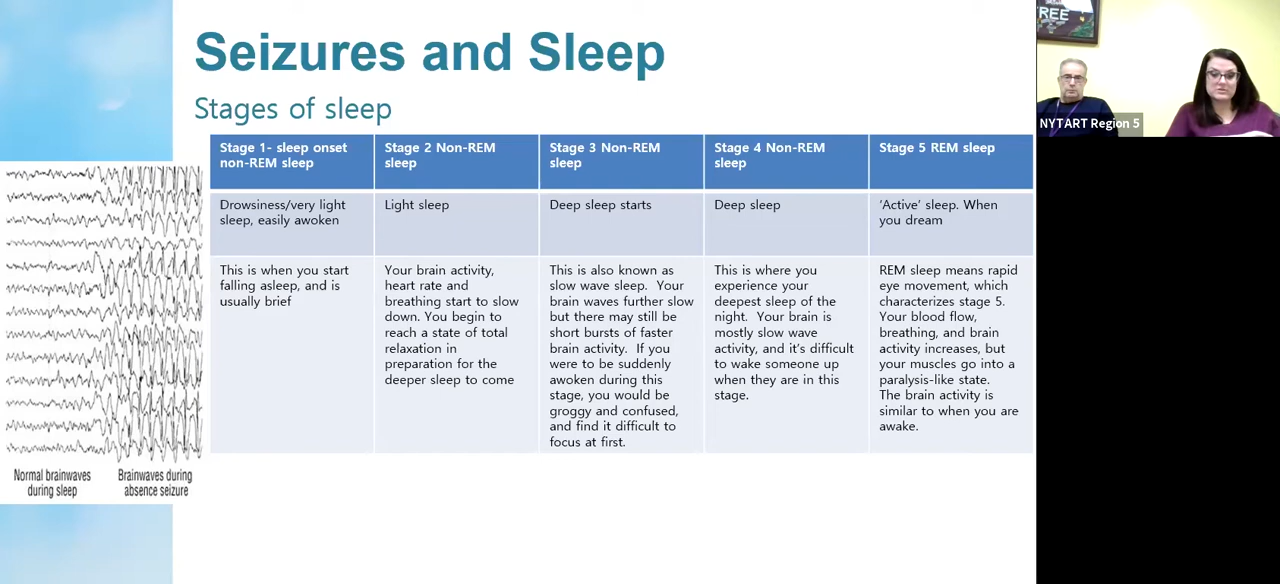 Seizures and Sleep
Stages of sleep
Stage 1- sleep onset
non-REM sleep
Stage 2 Non-REM
sleep
Stage 3 Non-REM
sleep
Stage 4 Non-REM
sleep
Stage 5 REM sleep
Drowsiness/very light
sleep, easily awoken
Light sleep
Deep sleep starts
Deep sleep
‘Active’ sleep. When
you dream
This is when you start
falling asleep, and is
usually brief
Your brain activity,
heart rate and
breathing start to slow
down. You begin to
reach a state of total
relaxation in
preparation for the
deeper sleep to come
This is also known as
slow wave sleep.  Your
brain waves further slow
but there may still be
short bursts of faster
brain activity.  If you
were to be suddenly
awoken during this
stage, you would be
groggy and confused,
and find it difficult to
focus at first.
This is where you
experience your
deepest sleep of the
night.  Your brain is
mostly slow wave
activity, and it’s difficult
to wake someone up
when they are in this
stage.
REM sleep means rapid
eye movement, which
characterizes stage 5.
Your blood flow,
breathing, and brain
activity increases, but
your muscles go into a
paralysis-like state.
The brain activity is
similar to when you are
awake.
Normal brainwaves
during sleep
Brainwaves during
absence seizure
REE
NYTART Region 5